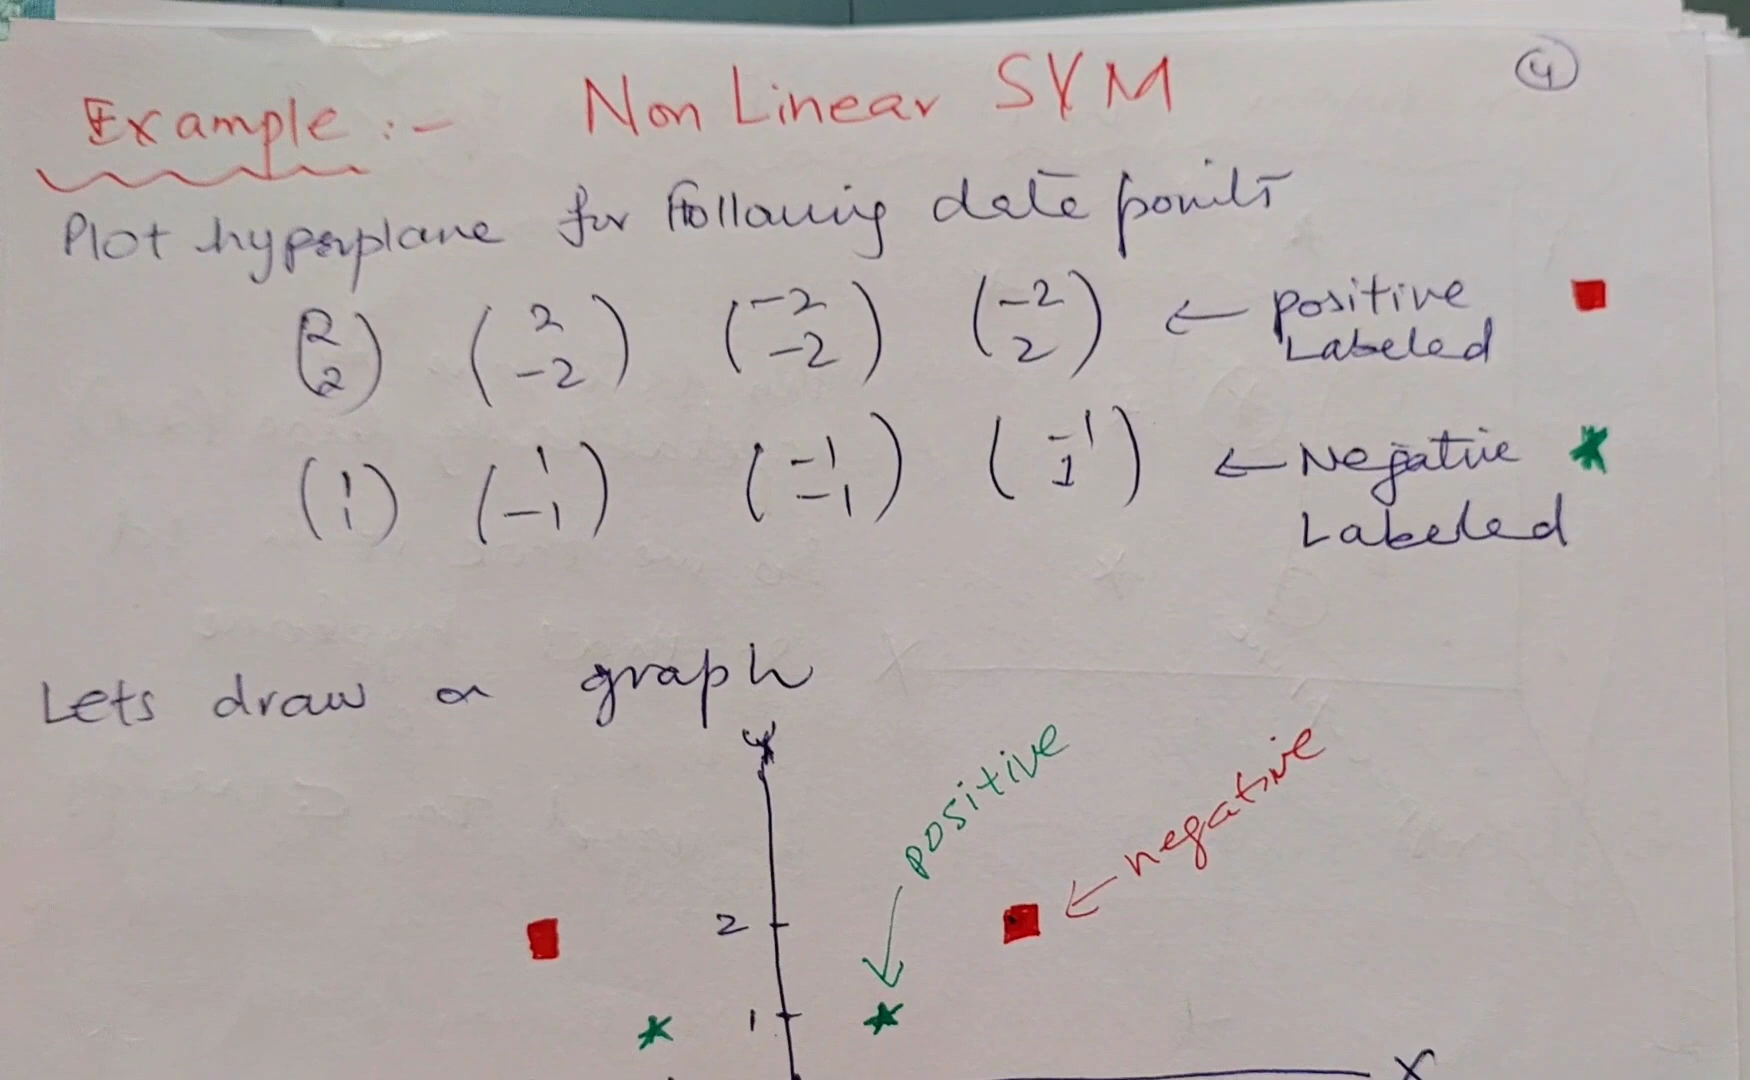 4
Example :- Non Linear SVM
Plot hyperplane for following data points
(2 2) (2 -2) (-2 -2) (-2 2) ← positive Labeled
(1 1) (1 -1) (-1 -1) (-1 1) ← Negative Labeled
Lets draw a graph
y
positive
negative
2
1
X